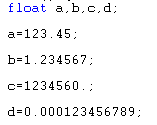 float a,b,c,d;
a=123.45;
b=1.234567;
c=1234560.;
d=0.000123456789;